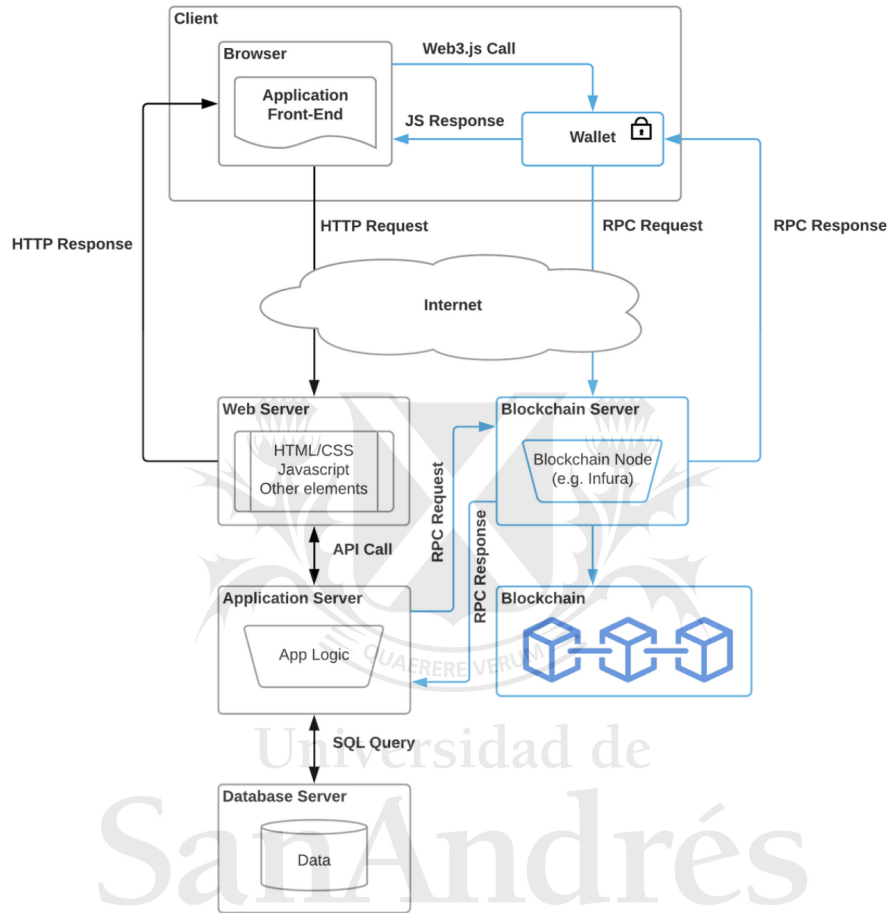 Client
Browser
Web3.js Call
Application
Front-End
JS Response
Wallet
HTTP Request
RPC Request
RPC Response
HTTP Response
Internet
Web Server
Blockchain Server
HTML/CSS
Javascript
Other elements
Blockchain Node
(e.g. Infura)
RPC Request
RPC Response
API Call
Application Server
Blockchain
App Logic
QUAERERE VERUM
SQL Query
Universidad de
SanAndrés
Database Server
Data